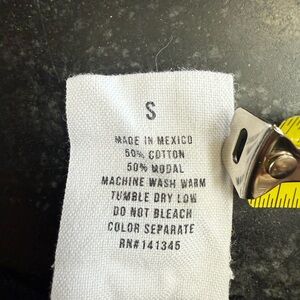 S
MADE IN MEXICO
50% COTTON
50% MODAL
MACHINE WASH WARM
TUMBLE DRY LOW
DO NOT BLEACH
COLOR SEPARATE
RN#141345